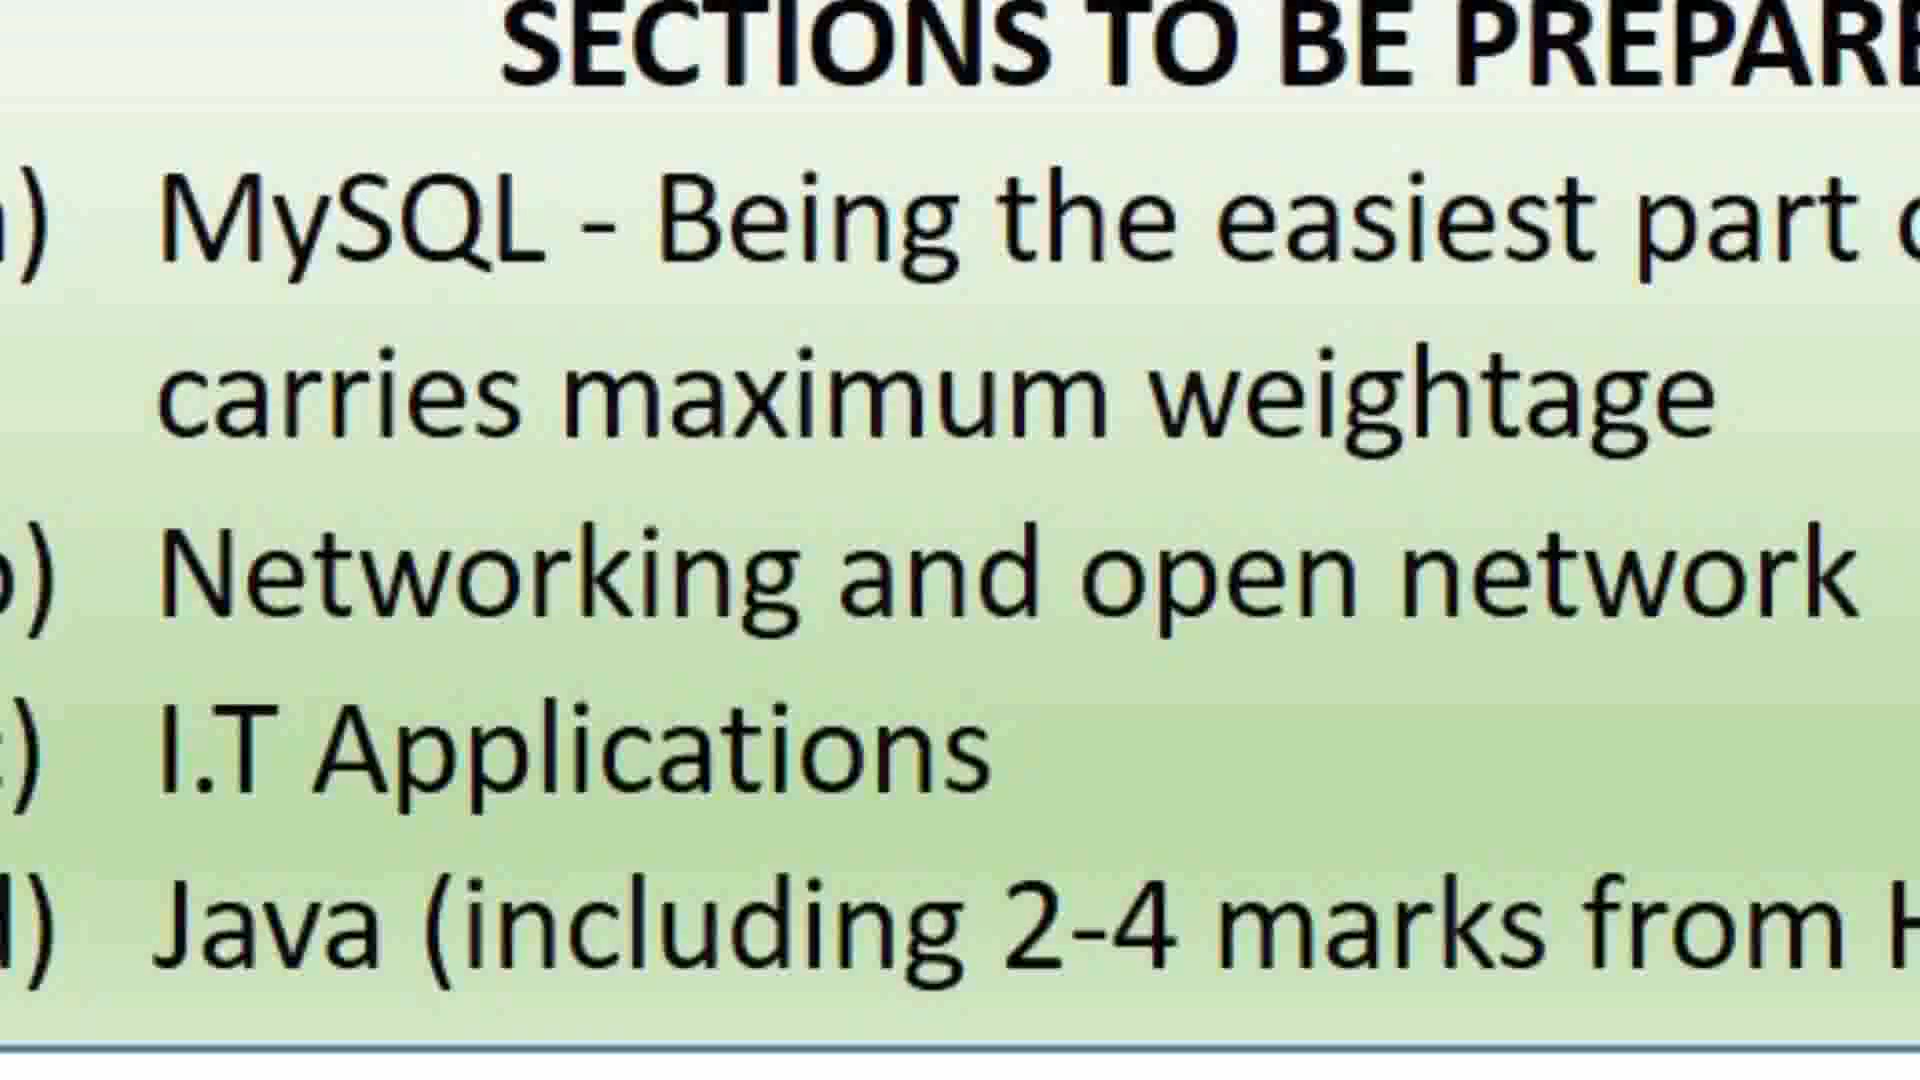 SECTIONS TO BE PREPARE
) MySQL - Being the easiest part
carries maximum weightage
b) Networking and open network
c) I.T Applications
d) Java (including 2-4 marks from H